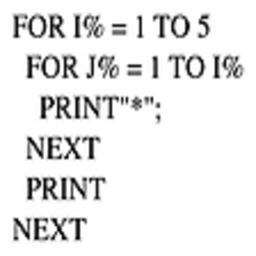 FOR I% = 1 TO 5
FOR J% = 1 TO I%
PRINT"*";
NEXT
PRINT
NEXT